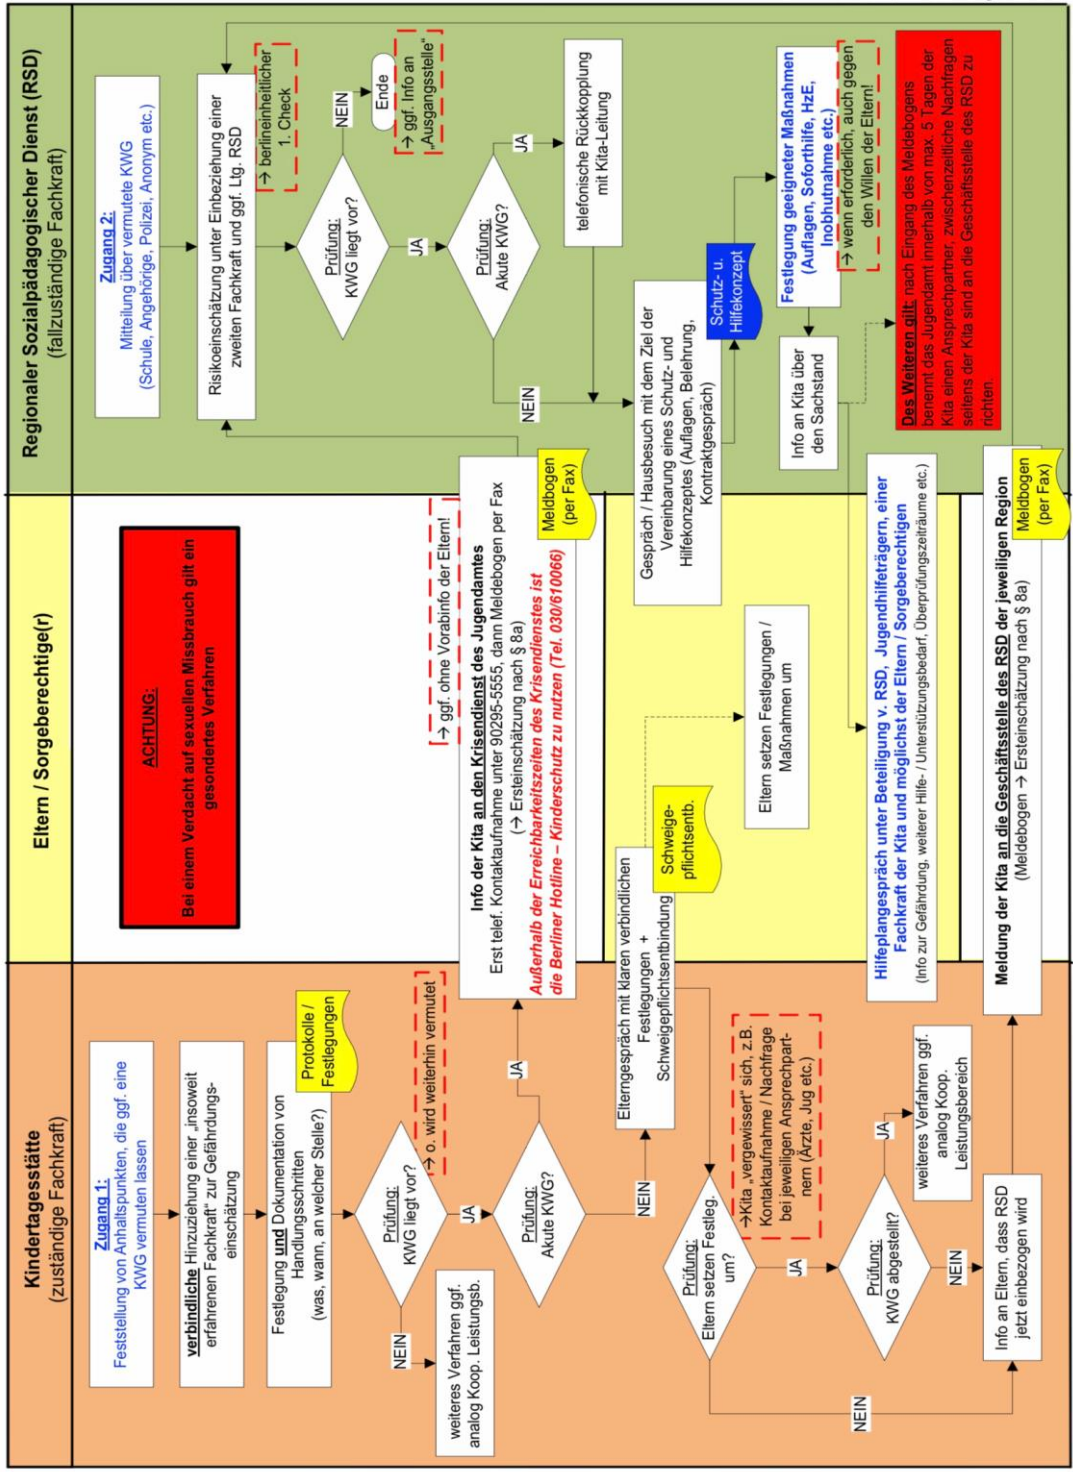 Kindertagesstätte
(zuständige Fachkraft)
Zugang 1:
Feststellung von Anhaltspunkten, die ggf. eine
KWG vermuten lassen
verbindliche Hinzuziehung einer „insoweit
erfahrenen Fachkraft“ zur Gefährdungs-
einschätzung
Festlegung und Dokumentation von
Handlungsschritten
(was, wann, an welcher Stelle?)
Protokolle /
Festlegungen
Prüfung:
KWG liegt vor?
→ o. wird weiterhin vermutet
NEIN
weiteres Verfahren ggf.
analog Koop. Leistungsb.
JA
Prüfung:
Akute KWG?
JA
NEIN
Elterngespräch mit klaren verbindlichen
Festlegungen +
Schweigepflichtsentbindung
Schweige-
pflichtsentb.
Prüfung:
Eltern setzen Festleg.
um?
→Kita „vergewissert“ sich, z.B.
Kontaktaufnahme / Nachfrage
bei jeweiligen Ansprechpart-
nern (Ärzte, Jug etc.)
JA
Prüfung:
KWG abgestellt?
JA
weiteres Verfahren ggf.
analog Koop.
Leistungsbereich
NEIN
NEIN
Info an Eltern, dass RSD
jetzt einbezogen wird
Eltern / Sorgeberechtige(r)
ACHTUNG:
Bei einem Verdacht auf sexuellen Missbrauch gilt ein
gesondertes Verfahren
→ ggf. ohne Vorabinfo der Eltern!
Info der Kita an den Krisendienst des Jugendamtes
Erst telef. Kontaktaufnahme unter 90295-5555, dann Meldebogen per Fax
(→ Ersteinschätzung nach § 8a)
Außerhalb der Erreichbarkeitszeiten des Krisendienstes ist
die Berliner Hotline – Kinderschutz zu nutzen (Tel. 030/610066)
Meldbogen
(per Fax)
Eltern setzen Festlegungen /
Maßnahmen um
Hilfeplangespräch unter Beteiligung v. RSD, Jugendhilfeträgern, einer
Fachkraft der Kita und möglichst der Eltern / Sorgeberechtigen
(Info zur Gefährdung, weiterer Hilfe- / Unterstützungsbedarf, Überprüfungszeiträume etc.)
Meldung der Kita an die Geschäftsstelle des RSD der jeweiligen Region
(Meldebogen → Ersteinschätzung nach § 8a)
Meldbogen
(per Fax)
Regionaler Sozialpädagogischer Dienst (RSD)
(fallzuständige Fachkraft)
Zugang 2:
Mitteilung über vermutete KWG
(Schule, Angehörige, Polizei, Anonym etc.)
Risikoeinschätzung unter Einbeziehung einer
zweiten Fachkraft und ggf. Ltg. RSD
→ berlineinheitlicher
1. Check
Prüfung:
KWG liegt vor?
NEIN
Ende
→ ggf. Info an
„Ausgangsstelle“
JA
Prüfung:
Akute KWG?
JA
telefonische Rückkopplung
mit Kita-Leitung
NEIN
Gespräch / Hausbesuch mit dem Ziel der
Vereinbarung eines Schutz- und
Hilfekonzeptes (Auflagen, Belehrung,
Kontraktgespräch)
Schutz- u.
Hilfekonzept
Festlegung geeigneter Maßnahmen
(Auflagen, Soforthilfe, HzE,
Inobhutnahme etc.)
→ wenn erforderlich, auch gegen
den Willen der Eltern!
Info an Kita über
den Sachstand
Des Weiteren gilt: nach Eingang des Meldebogens
benennt das Jugendamt innerhalb von max. 5 Tagen der
Kita einen Ansprechpartner, zwischenzeitliche Nachfragen
seitens der Kita sind an die Geschäftsstelle des RSD zu
richten.